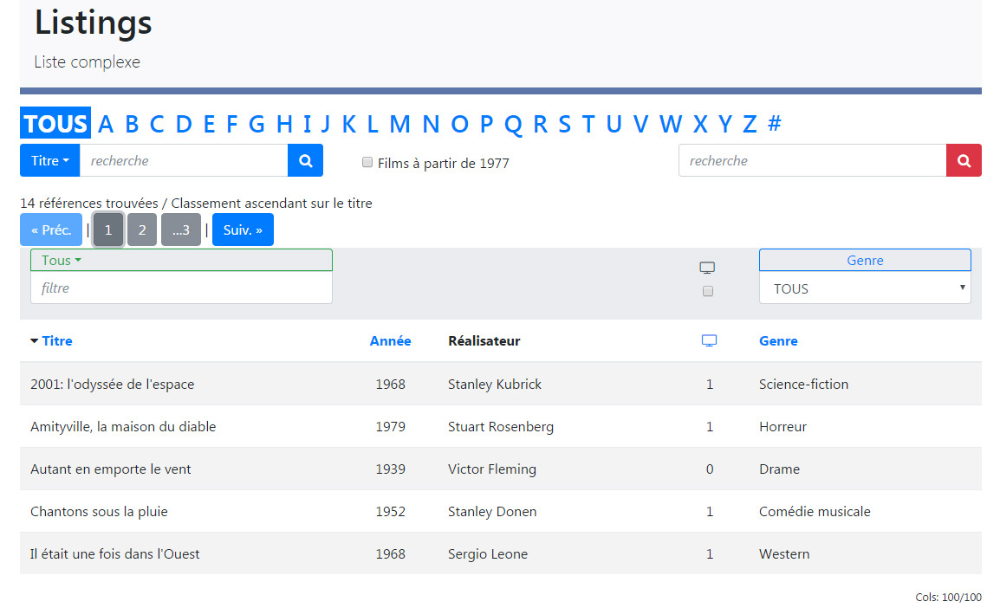 Listings
Liste complexe
TOUS A B C D E F G H I J K L M N O P Q R S T U V W X Y Z #
Titre recherche Films à partir de 1977 recherche
14 références trouvées / Classement ascendant sur le titre
« Préc. | 1 2 ...3 | Suiv. »
Tous Genre
filtre TOUS
Titre Année Réalisateur Genre
2001: l'odyssée de l'espace 1968 Stanley Kubrick 1 Science-fiction
Amityville, la maison du diable 1979 Stuart Rosenberg 1 Horreur
Autant en emporte le vent 1939 Victor Fleming 0 Drame
Chantons sous la pluie 1952 Stanley Donen 1 Comédie musicale
Il était une fois dans l'Ouest 1968 Sergio Leone 1 Western
Cols: 100/100